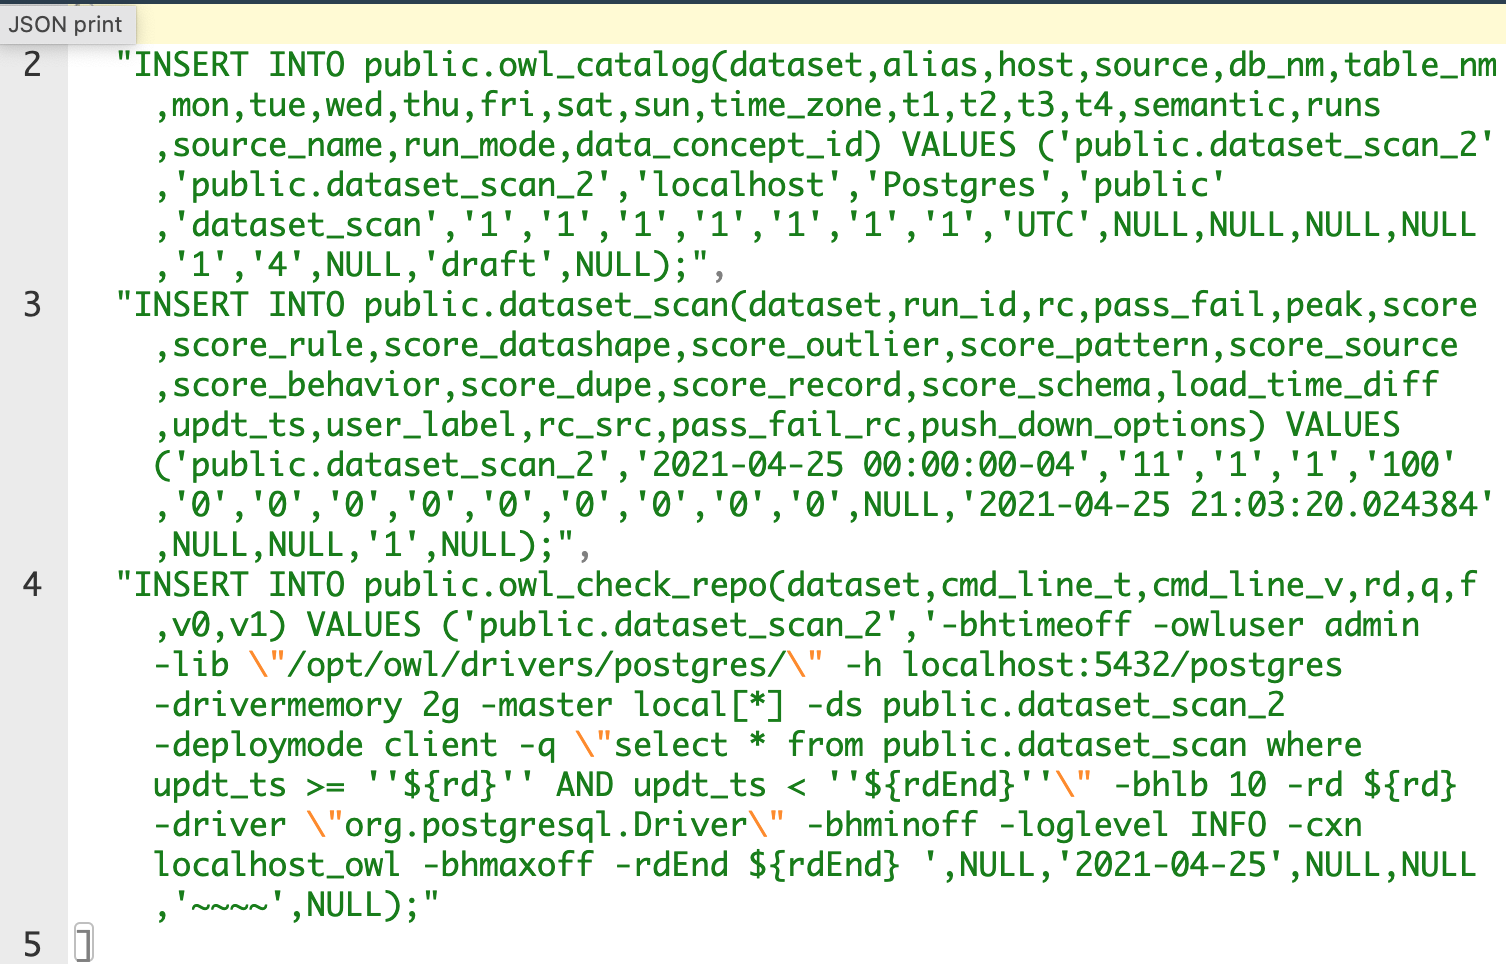 JSON print
2 "INSERT INTO public.owl_catalog(dataset,alias,host,source,db_nm,table_nm
,mon,tue,wed,thu,fri,sat,sun,time_zone,t1,t2,t3,t4,semantic,runs
,source_name,run_mode,data_concept_id) VALUES ('public.dataset_scan_2'
,'public.dataset_scan_2','localhost','Postgres','public'
,'dataset_scan','1','1','1','1','1','1','1','UTC',NULL,NULL,NULL,NULL
,'1','4',NULL,'draft',NULL);",
3 "INSERT INTO public.dataset_scan(dataset,run_id,rc,pass_fail,peak,score
,score_rule,score_datashape,score_outlier,score_pattern,score_source
,score_behavior,score_dupe,score_record,score_schema,load_time_diff
,updt_ts,user_label,rc_src,pass_fail_rc,push_down_options) VALUES
('public.dataset_scan_2','2021-04-25 00:00:00-04','11','1','1','100'
,'0','0','0','0','0','0','0','0','0',NULL,'2021-04-25 21:03:20.024384'
,NULL,NULL,'1',NULL);",
4 "INSERT INTO public.owl_check_repo(dataset,cmd_line_t,cmd_line_v,rd,q,f
,v0,v1) VALUES ('public.dataset_scan_2','-bhtimeoff -owluser admin
-lib \"/opt/owl/drivers/postgres/\" -h localhost:5432/postgres
-drivermemory 2g -master local[*] -ds public.dataset_scan_2
-deploymode client -q \"select * from public.dataset_scan where
updt_ts >= ''${rd}'' AND updt_ts < ''${rdEnd}''\" -bhlb 10 -rd ${rd}
-driver \"org.postgresql.Driver\" -bhminoff -loglevel INFO -cxn
localhost_owl -bhmaxoff -rdEnd ${rdEnd} ',NULL,'2021-04-25',NULL,NULL
,'~~~~',NULL);"
5 ]